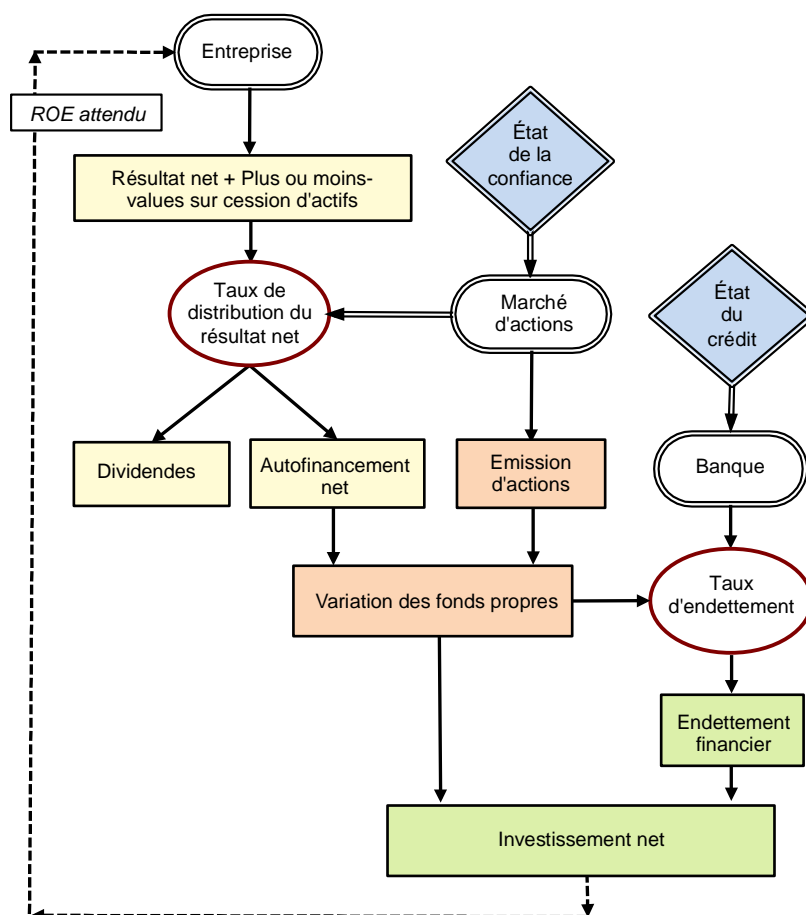 Entreprise
ROE attendu
État
de la
confiance
Résultat net + Plus ou moins-
values sur cession d'actifs
Taux de
distribution du
résultat net
Marché
d'actions
État
du
crédit
Dividendes
Autofinancement
net
Emission
d'actions
Banque
Variation des fonds propres
Taux
d'endettement
Endettement
financier
Investissement net